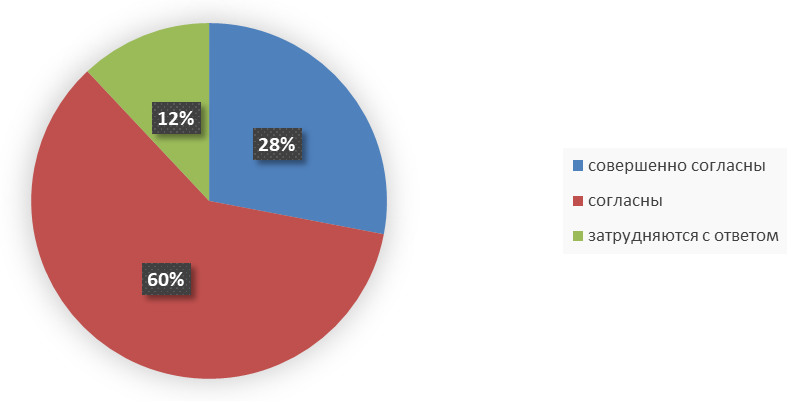 12%
28%
60%
совершенно согласны
согласны
затрудняются с ответом